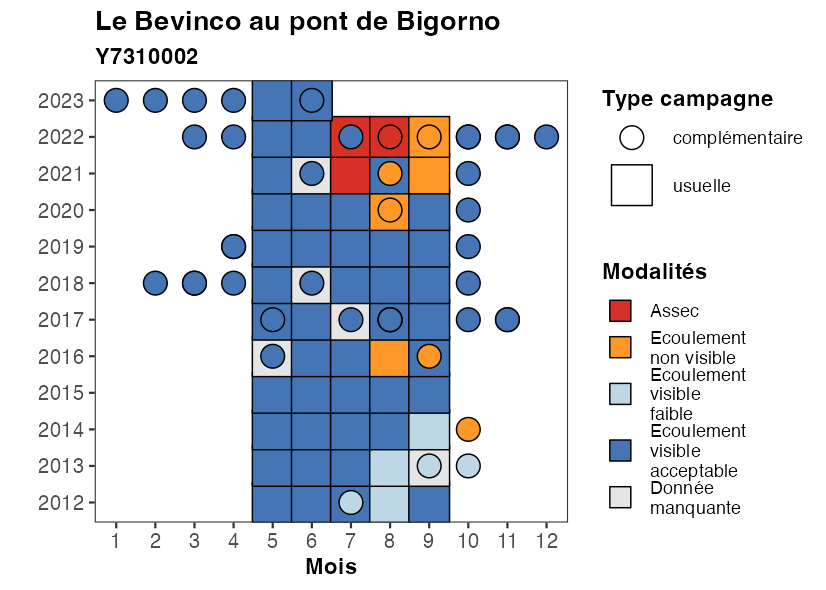 Le Bevinco au pont de Bigorno
Y7310002
2023
2022
2021
2020
2019
2018
2017
2016
2015
2014
2013
2012
1 2 3 4 5 6 7 8 9 10 11 12
Mois
Type campagne
complémentaire
usuelle
Modalités
Assec
Ecoulement
non visible
Ecoulement
visible
faible
Ecoulement
visible
acceptable
Donnée
manquante